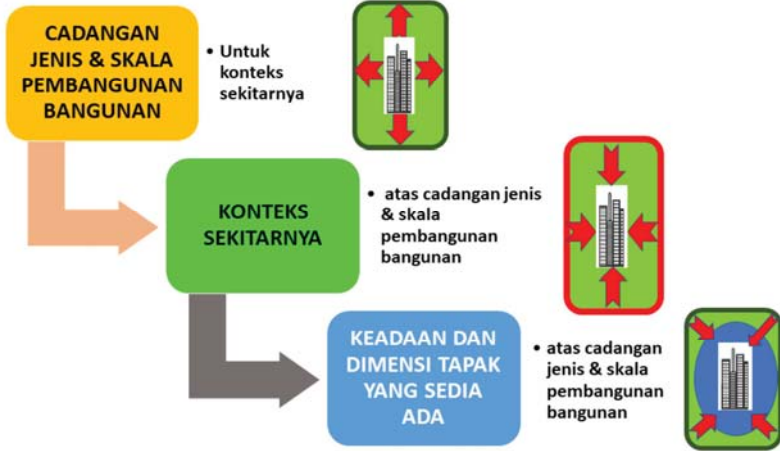 CADANGAN
JENIS & SKALA
PEMBANGUNAN
BANGUNAN
• Untuk
konteks
sekitarnya
KONTEKS
SEKITARNYA
• atas cadangan jenis
& skala
pembangunan
bangunan
KEADAAN DAN
DIMENSI TAPAK
YANG SEDIA
ADA
• atas cadangan
jenis & skala
pembangunan
bangunan